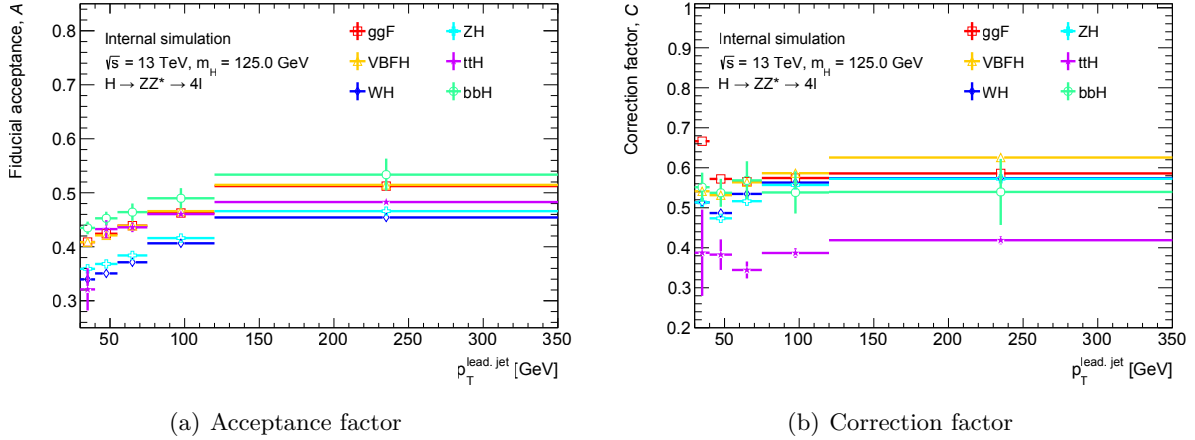 Fiducial acceptance, A
0.8
0.7
0.6
0.5
0.4
0.3
Internal simulation
√s = 13 TeV, m_H = 125.0 GeV
H → ZZ* → 4l
ggF
VBFH
WH
ZH
ttH
bbH
50 100 150 200 250 300 350
p_T^lead. jet [GeV]
(a) Acceptance factor
Correction factor, C
1
0.9
0.8
0.7
0.6
0.5
0.4
0.3
0.2
Internal simulation
√s = 13 TeV, m_H = 125.0 GeV
H → ZZ* → 4l
ggF
VBFH
WH
ZH
ttH
bbH
50 100 150 200 250 300 350
p_T^lead. jet [GeV]
(b) Correction factor